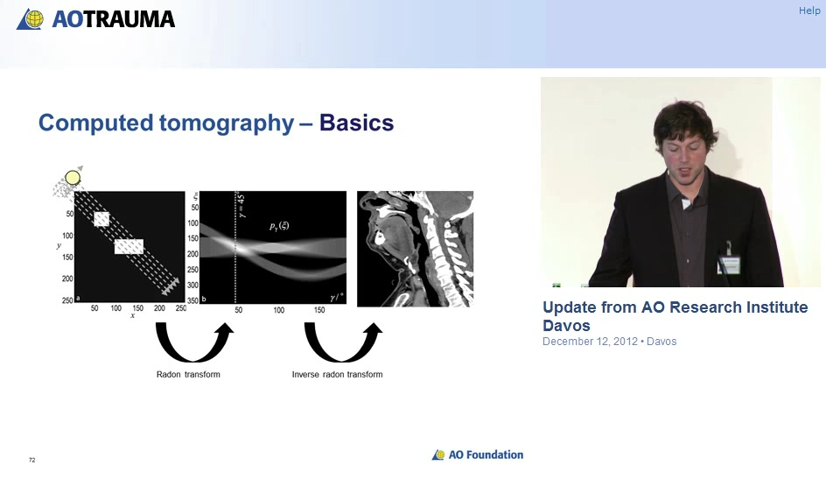 AOTRAUMA
Help
Computed tomography – Basics
50
100
150
200
250
y
a
50 100 150 200 250
x
ξ
50
100
150
200
250
300
350
γ = 45°
pγ(ξ)
b
γ/°
50 100 150
Radon transform
Inverse radon transform
Update from AO Research Institute
Davos
December 12, 2012 • Davos
72
AO Foundation